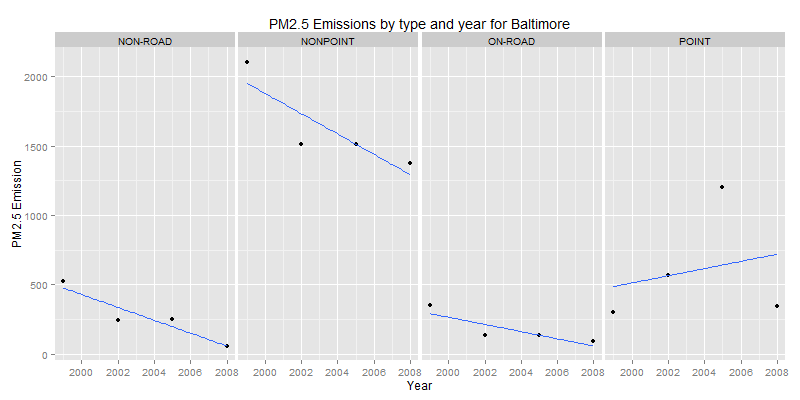 PM2.5 Emissions by type and year for Baltimore
NON-ROAD NONPOINT ON-ROAD POINT
2000
1500
1000
500
0
PM2.5 Emission
2000 2002 2004 2006 2008 2000 2002 2004 2006 2008 2000 2002 2004 2006 2008 2000 2002 2004 2006 2008
Year